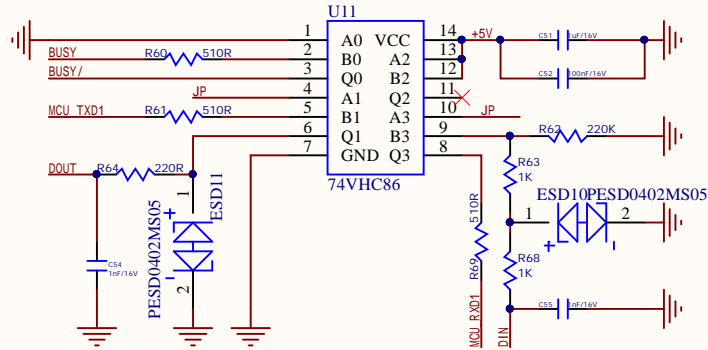 U11
1 A0 VCC 14 +5V C51 1uF/16V
BUSY R60 510R 2 B0 A2 13
BUSY/ 3 Q0 B2 12 C52 100nF/16V
JP 4 A1 Q2 11
MCU_TXD1 R61 510R 5 B1 A3 10 JP
6 Q1 B3 9 R62 220K
7 GND Q3 8
DOUT R64 220R 74VHC86 R63 1K
1 ESD11 510R ESD10 PESD0402MS05
+ 1 2
PESD0402MS05 + -
C54 1nF/16V - R69 R68 1K
2
C55 1nF/16V
MCU_RXD1 DIN